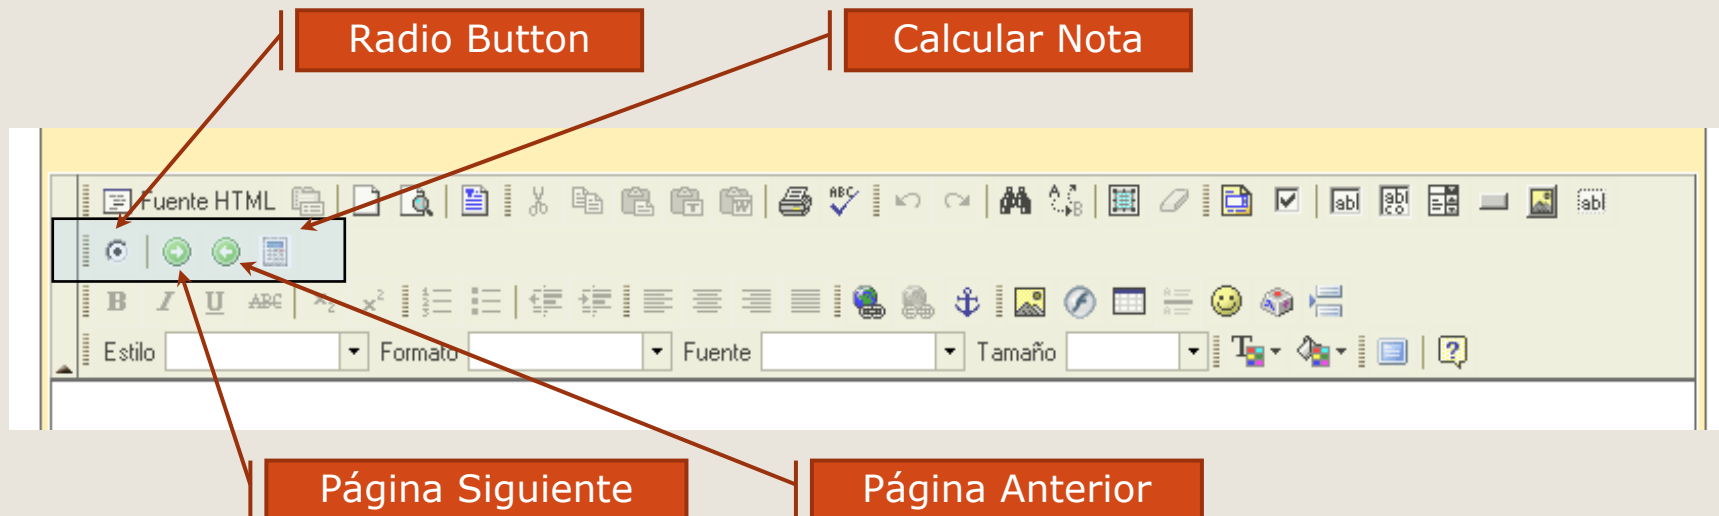 Radio Button
Calcular Nota
Fuente HTML
Estilo Formato Fuente Tamaño
Página Siguiente
Página Anterior